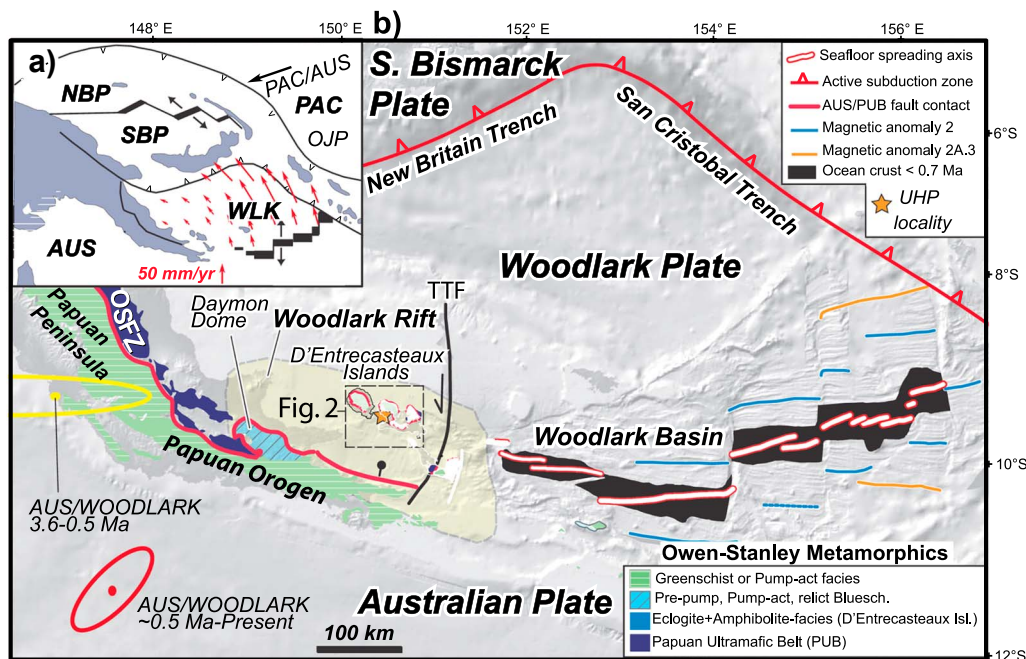 148° E
150° E
152° E
154° E
156° E
6°S
8°S
10°S
12°S
a)
NBP
SBP
PAC/AUS
PAC
OJP
WLK
AUS
50 mm/yr
b)
S. Bismarck
Plate
New Britain Trench
San Cristobal Trench
Seafloor spreading axis
Active subduction zone
AUS/PUB fault contact
Magnetic anomaly 2
Magnetic anomaly 2A.3
Ocean crust < 0.7 Ma
UHP
locality
Woodlark Plate
OSFZ
Papuan
Peninsula
Daymon
Dome
Woodlark Rift
TTF
D'Entrecasteaux
Islands
Fig. 2
Woodlark Basin
Papuan Orogen
AUS/WOODLARK
3.6-0.5 Ma
AUS/WOODLARK
~0.5 Ma-Present
Australian Plate
100 km
Owen-Stanley Metamorphics
Greenschist or Pump-act facies
Pre-pump, Pump-act, relict Bluesch.
Eclogite+Amphibolite-facies (D'Entrecasteaux Isl.)
Papuan Ultramafic Belt (PUB)